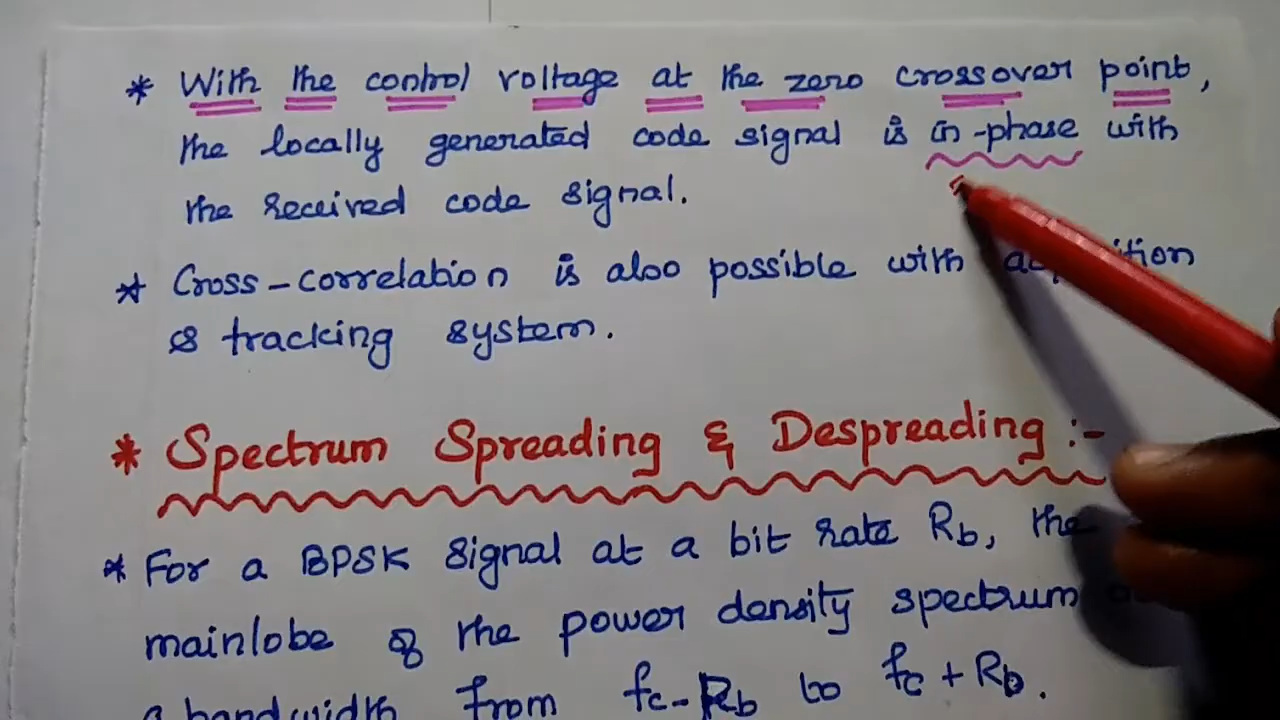 * With the control voltage at the zero crossover point,
the locally generated code signal is in-phase with
the received code signal.
* Cross-correlation is also possible with
& tracking system.
* Spectrum Spreading & Despreading :-
* For a BPSK signal at a bit rate Rb, the
mainlobe of the power density spectrum
a bandwidth from fc-Rb to fc+Rb.